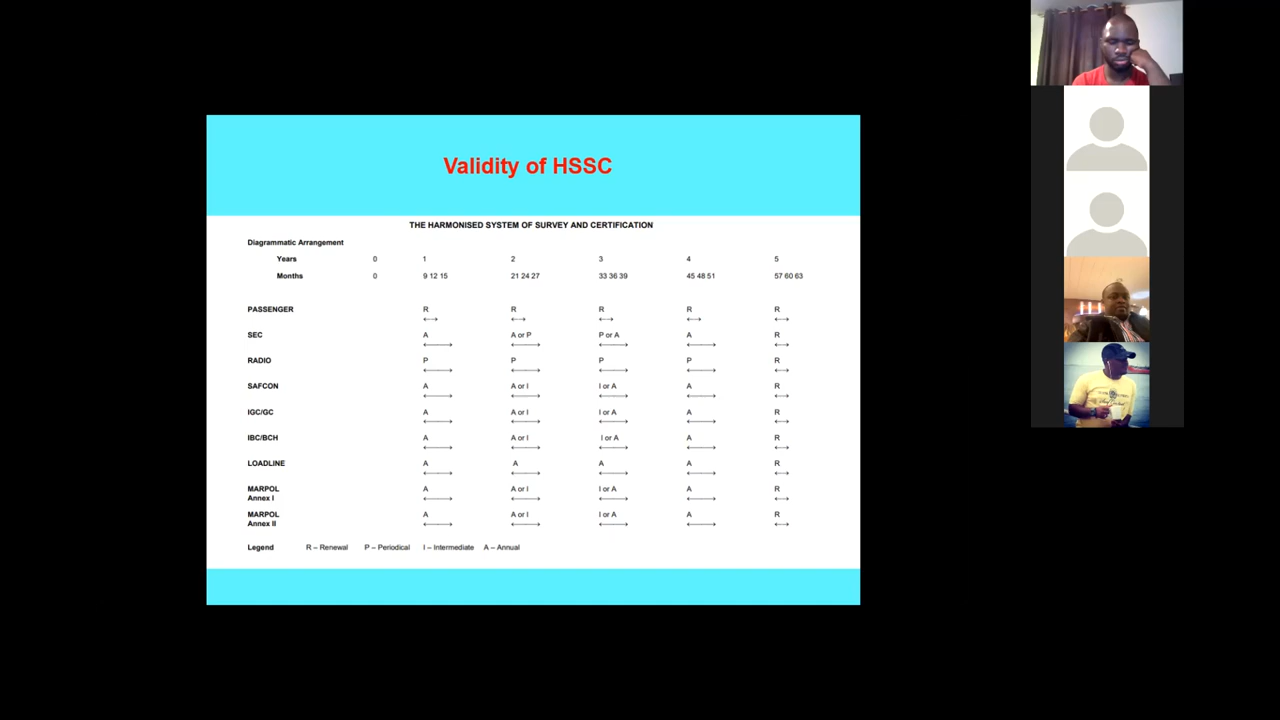 Validity of HSSC
THE HARMONISED SYSTEM OF SURVEY AND CERTIFICATION
Diagrammatic Arrangement
Years 0 1 2 3 4 5
Months 0 9 12 15 21 24 27 33 36 39 45 48 51 57 60 63
PASSENGER R R R R R
SEC A A or P P or A A R
RADIO P P P P R
SAFCON A A or I I or A A R
IGC/GC A A or I I or A A R
IBC/BCH A A or I I or A A R
LOADLINE A A A A R
MARPOL A A or I I or A A R
Annex I
MARPOL A A or I I or A A R
Annex II
Legend R – Renewal P – Periodical I – Intermediate A – Annual